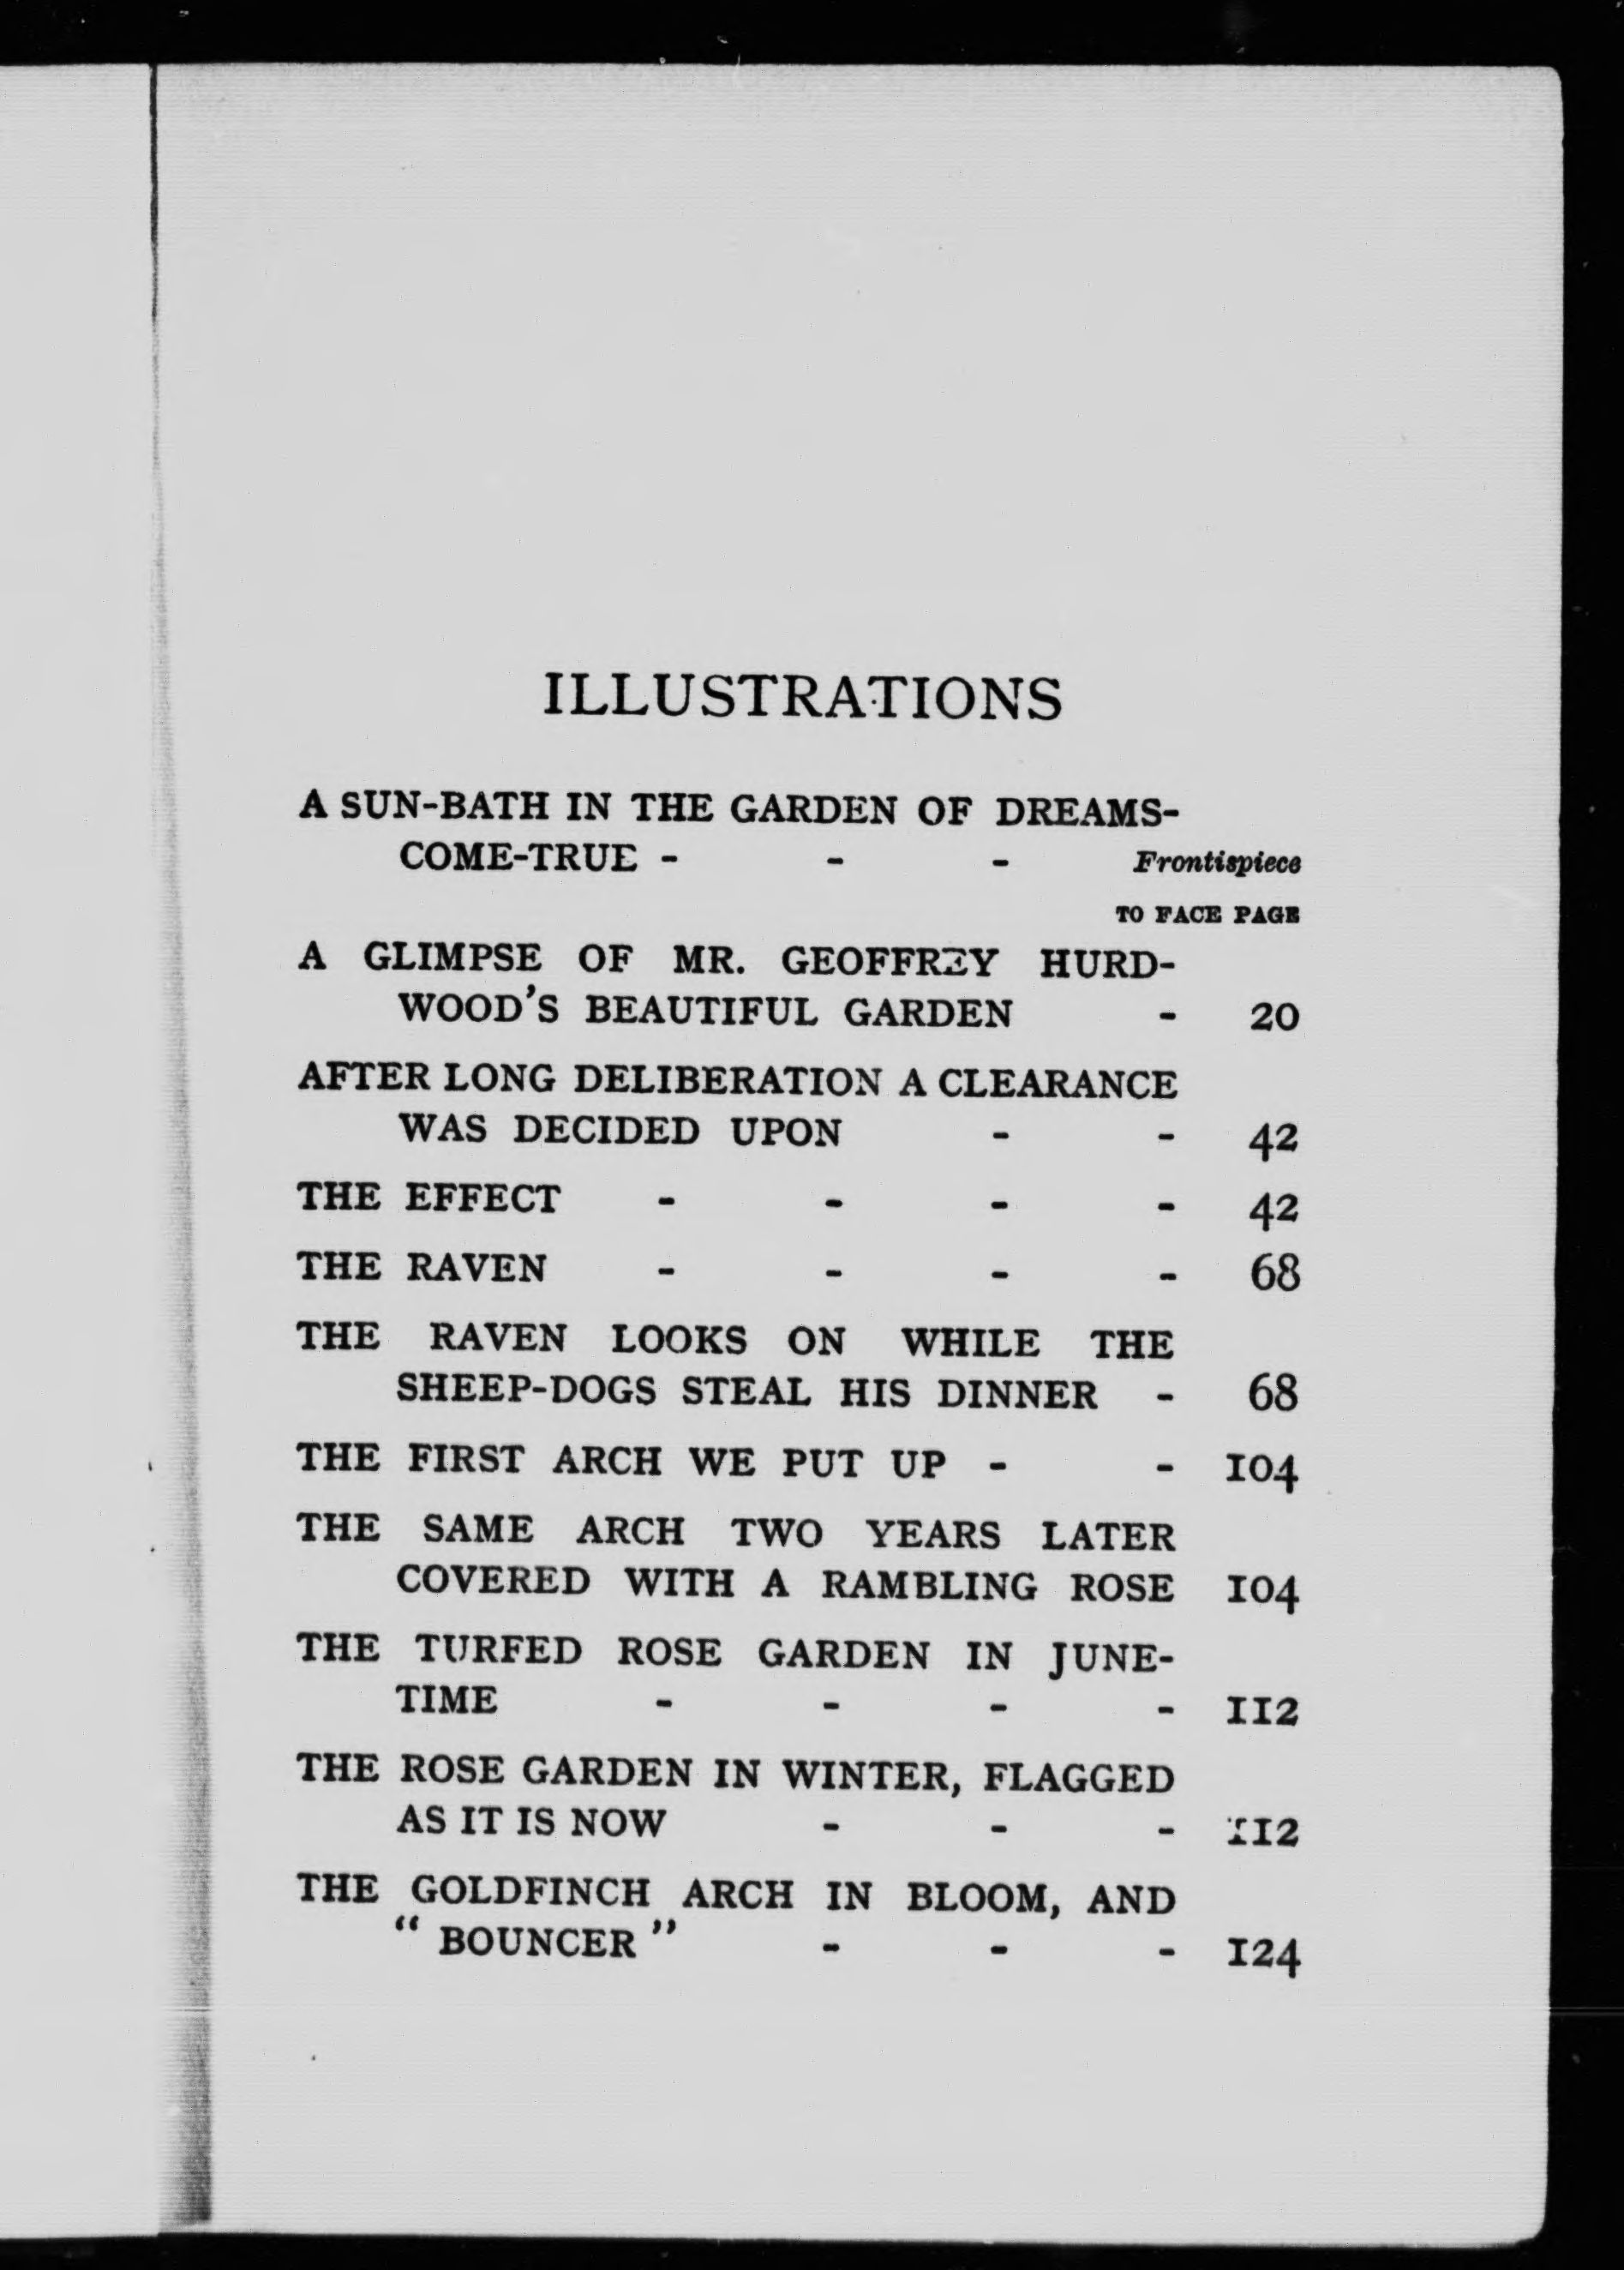 ILLUSTRATIONS
A SUN-BATH IN THE GARDEN OF DREAMS-
COME-TRUE - - - Frontispiece
TO FACE PAGE
A GLIMPSE OF MR. GEOFFREY HURD-
WOOD'S BEAUTIFUL GARDEN - 20
AFTER LONG DELIBERATION A CLEARANCE
WAS DECIDED UPON - - 42
THE EFFECT - - - - 42
THE RAVEN - - - - 68
THE RAVEN LOOKS ON WHILE THE
SHEEP-DOGS STEAL HIS DINNER - 68
THE FIRST ARCH WE PUT UP - - 104
THE SAME ARCH TWO YEARS LATER
COVERED WITH A RAMBLING ROSE 104
THE TURFED ROSE GARDEN IN JUNE-
TIME - - - - 112
THE ROSE GARDEN IN WINTER, FLAGGED
AS IT IS NOW - - - 112
THE GOLDFINCH ARCH IN BLOOM, AND
"BOUNCER" - - - 124